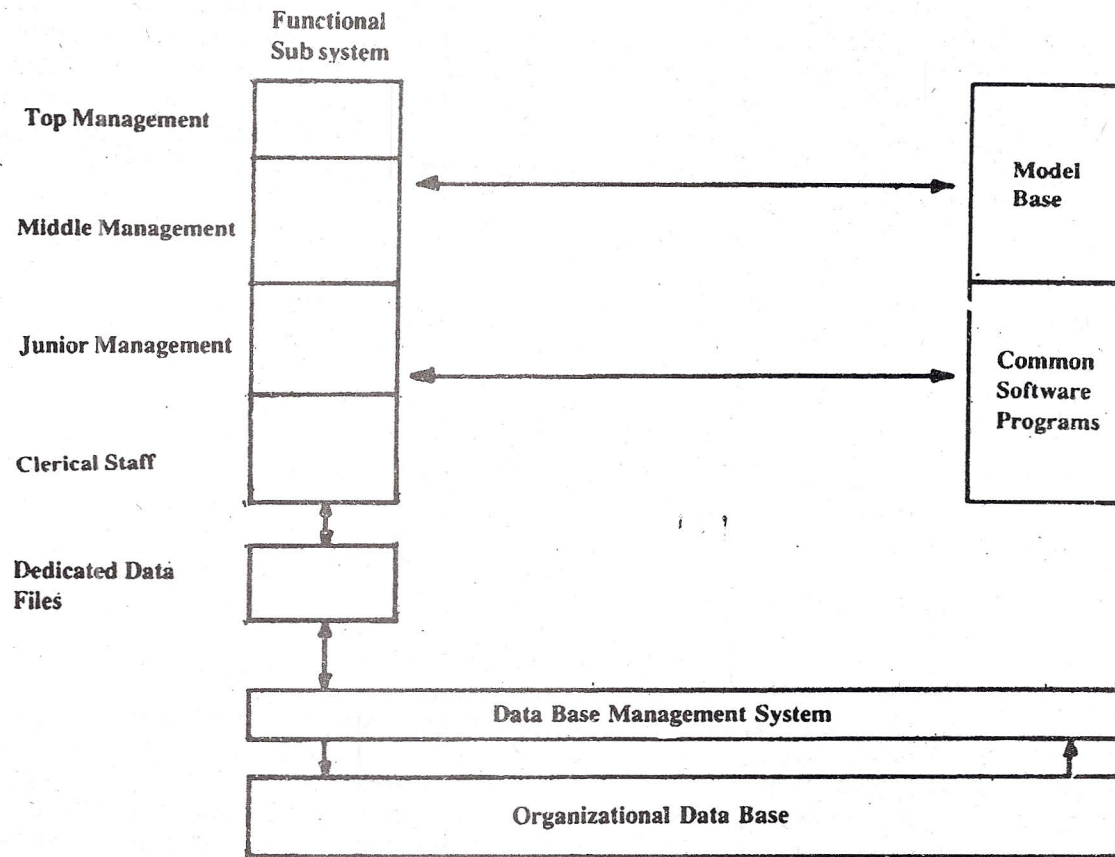 Functional
Sub system
Top Management
Model
Base
Middle Management
Junior Management
Common
Software
Programs
Clerical Staff
Dedicated Data
Files
Data Base Management System
Organizational Data Base